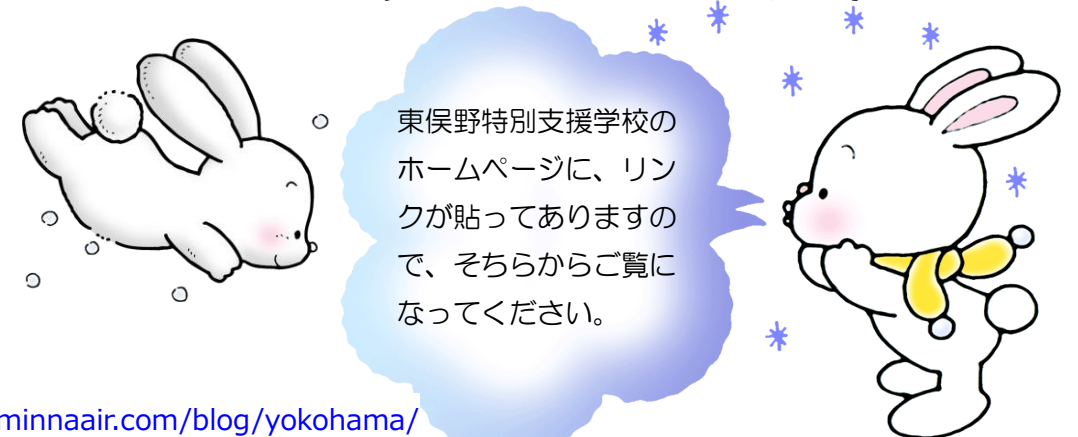 東俣野特別支援学校の
ホームページに、リン
クが貼ってありますの
で、そちらからご覧に
なってください。
minnaair.com/blog/yokohama/